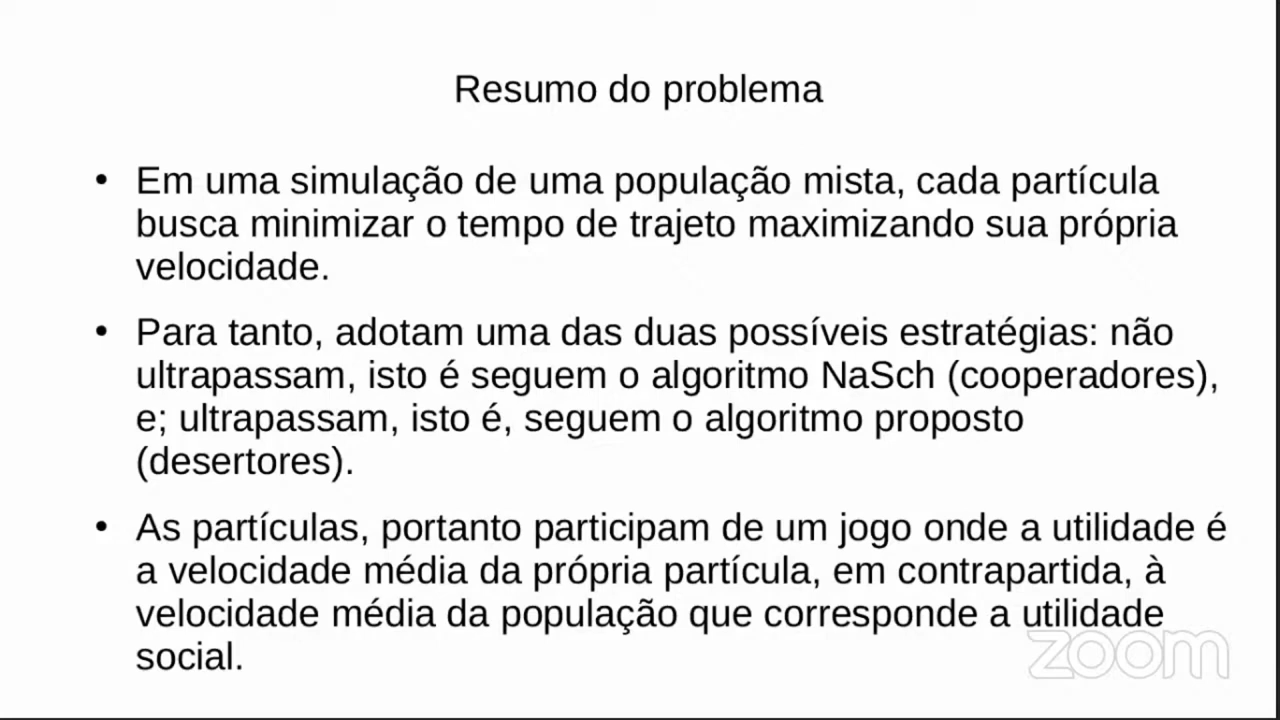 Resumo do problema
• Em uma simulação de uma população mista, cada partícula
busca minimizar o tempo de trajeto maximizando sua própria
velocidade.
• Para tanto, adotam uma das duas possíveis estratégias: não
ultrapassam, isto é seguem o algoritmo NaSch (cooperadores),
e; ultrapassam, isto é, seguem o algoritmo proposto
(desertores).
• As partículas, portanto participam de um jogo onde a utilidade é
a velocidade média da própria partícula, em contrapartida, à
velocidade média da população que corresponde a utilidade
social.
zoom